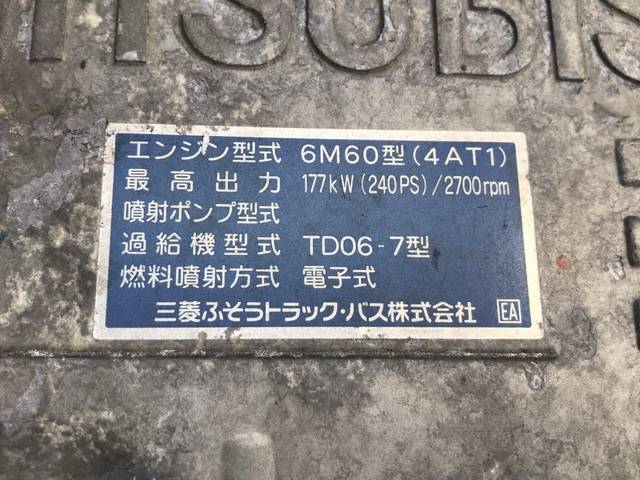 ITSUBIS
エンジン型式 6M60型(4AT1)
最高出力 177kW(240PS)/2700rpm
噴射ポンプ型式
過給機型式 TD06-7型
燃料噴射方式 電子式
三菱ふそうトラック・バス株式会社 EA